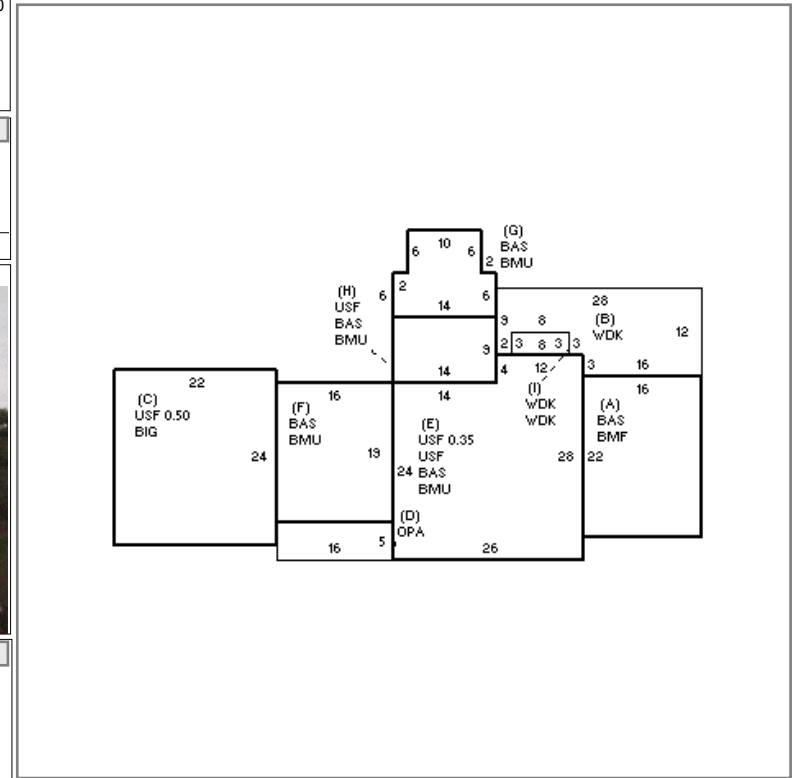 10
6
6
(G)
BAS
BMU
2
(H)
USF
BAS
BMU
6
2
14
6
28
(B)
WDK
12
9
8
9
2
3
8
3
3
14
4
12
3
16
(I)
WDK
WDK
22
(C)
USF 0.50
BIG
24
16
(F)
BAS
BMU
19
14
(E)
USF 0.35
USF
BAS
BMU
24
28
16
(A)
BAS
BMF
22
(D)
OPA
16
5
26